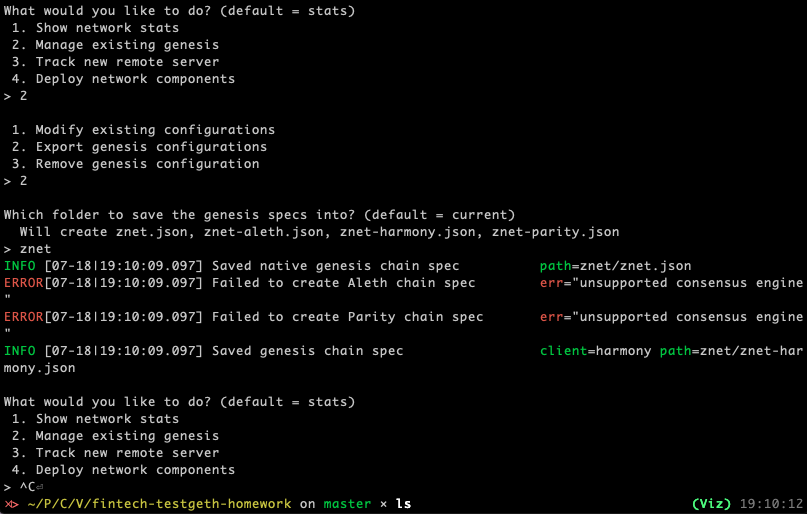 What would you like to do? (default = stats)
 1. Show network stats
 2. Manage existing genesis
 3. Track new remote server
 4. Deploy network components
> 2

 1. Modify existing configurations
 2. Export genesis configurations
 3. Remove genesis configuration
> 2

Which folder to save the genesis specs into? (default = current)
  Will create znet.json, znet-aleth.json, znet-harmony.json, znet-parity.json
> znet
INFO [07-18|19:10:09.097] Saved native genesis chain spec          path=znet/znet.json
ERROR[07-18|19:10:09.097] Failed to create Aleth chain spec        err="unsupported consensus engine
"
ERROR[07-18|19:10:09.097] Failed to create Parity chain spec       err="unsupported consensus engine
"
INFO [07-18|19:10:09.097] Saved genesis chain spec                 client=harmony path=znet/znet-har
mony.json

What would you like to do? (default = stats)
 1. Show network stats
 2. Manage existing genesis
 3. Track new remote server
 4. Deploy network components
> ^C⏎
⋊> ~/P/C/V/fintech-testgeth-homework on master × ls                                   (Viz) 19:10:12